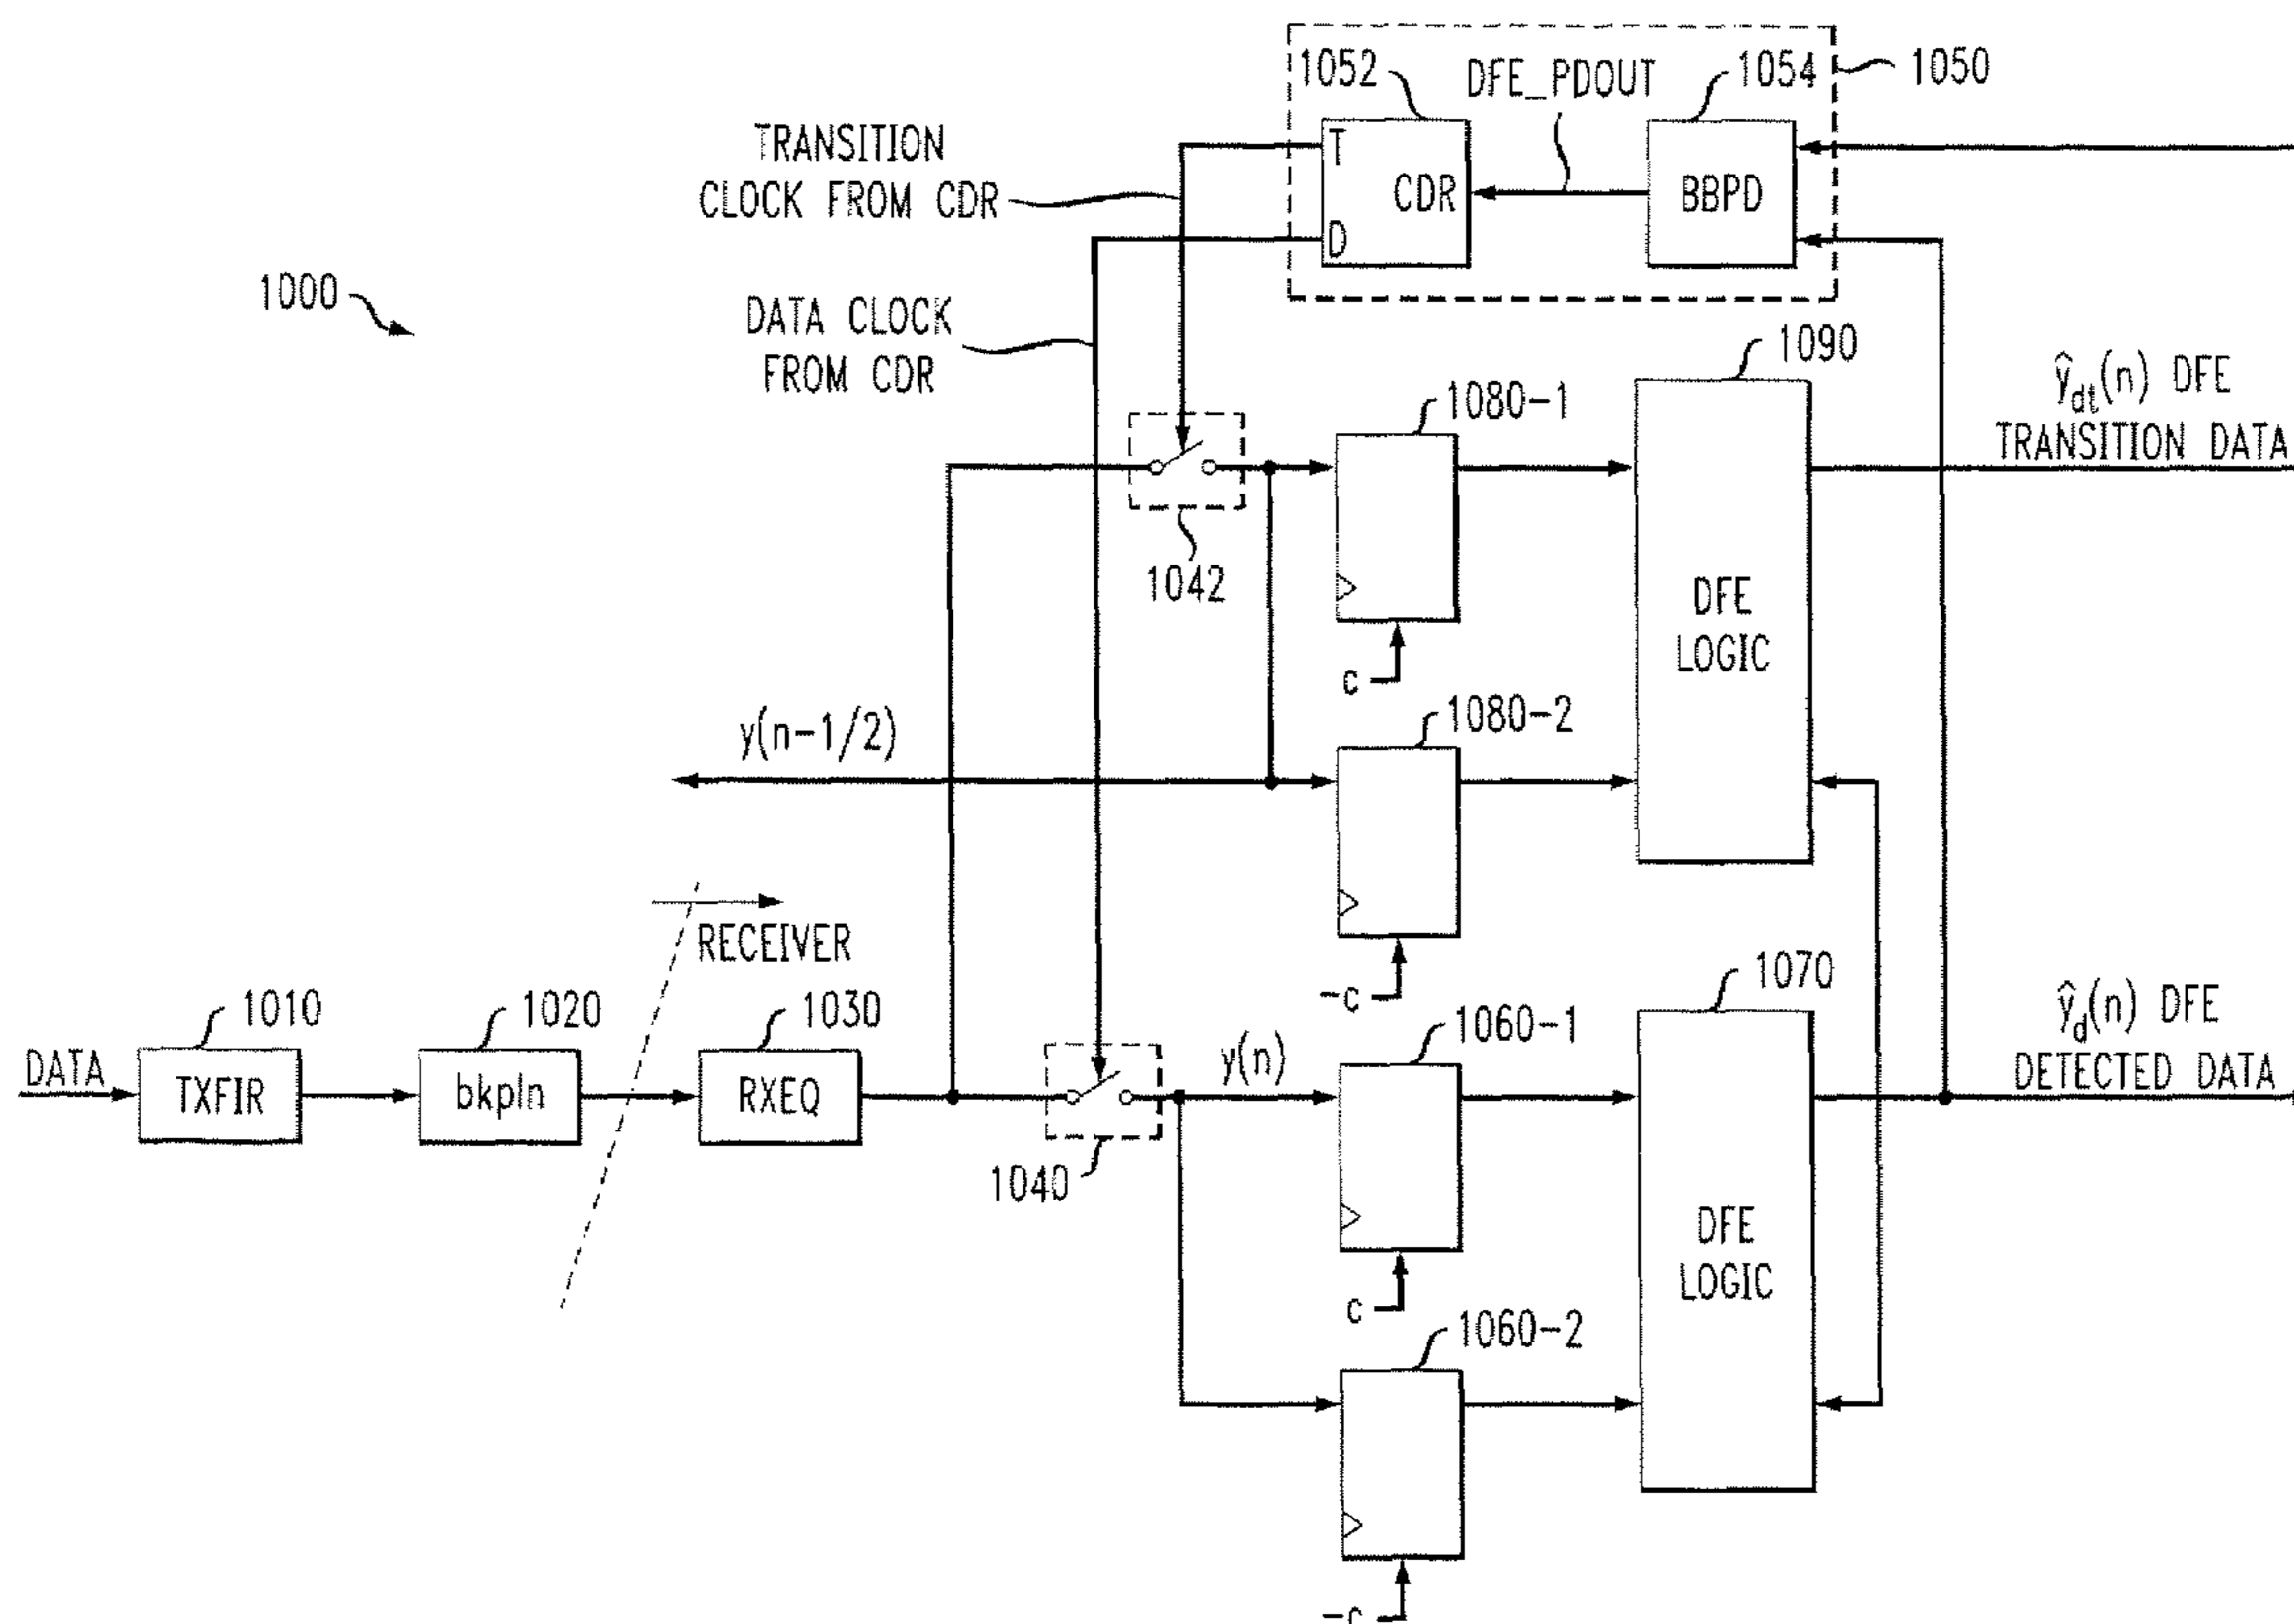 1052
DFE_PDOUT
1054
1050
TRANSITION
CLOCK FROM CDR
T
CDR
D
BBPD
1000
DATA CLOCK
FROM CDR
1090
1080-1
ŷdt(n) DFE
TRANSITION DATA
1042
DFE
LOGIC
c
1080-2
y(n-1/2)
RECEIVER
-c
1070
1010
1020
1030
1060-1
ŷd(n) DFE
DETECTED DATA
DATA
TXFIR
bkpln
RXEQ
y(n)
1040
DFE
LOGIC
c
1060-2
-c